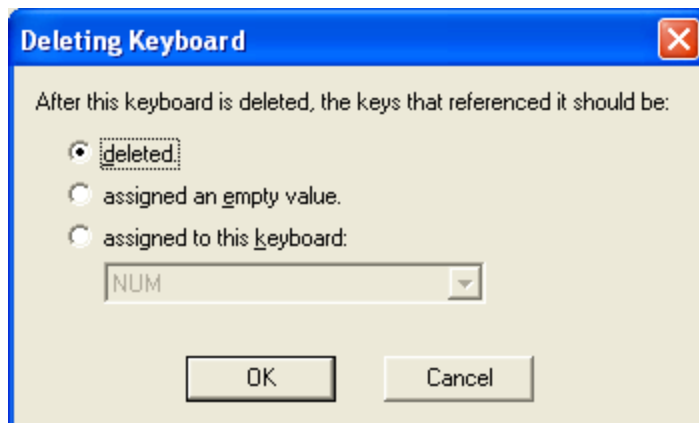 Deleting Keyboard
After this keyboard is deleted, the keys that referenced it should be:
deleted.
assigned an empty value.
assigned to this keyboard:
NUM
OK Cancel